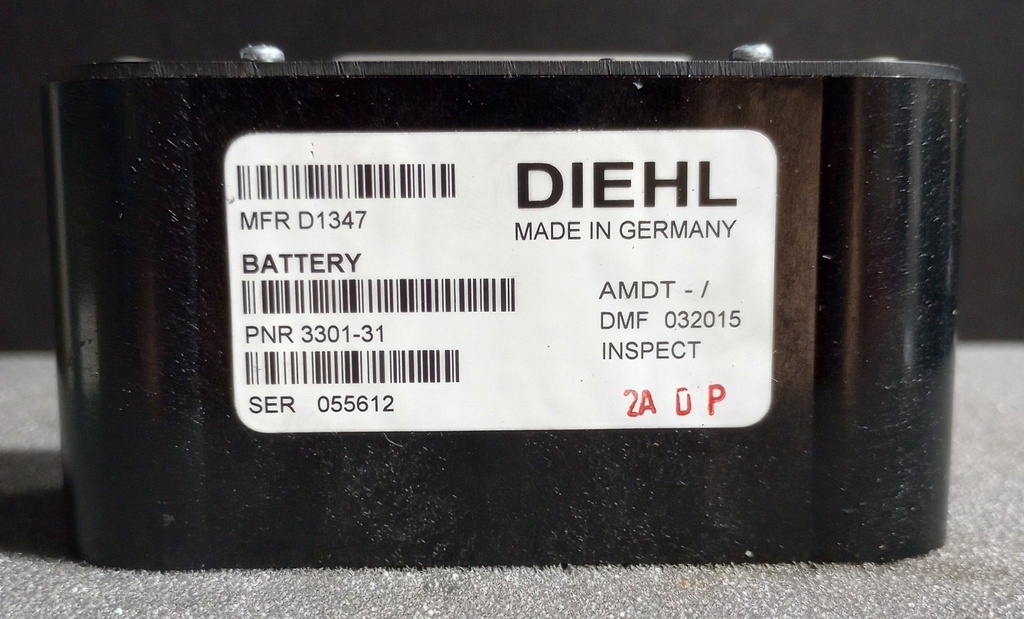 MFR D1347
BATTERY
PNR 3301-31
SER 055612
DIEHL
MADE IN GERMANY
AMDT - /
DMF 032015
INSPECT
2A D P